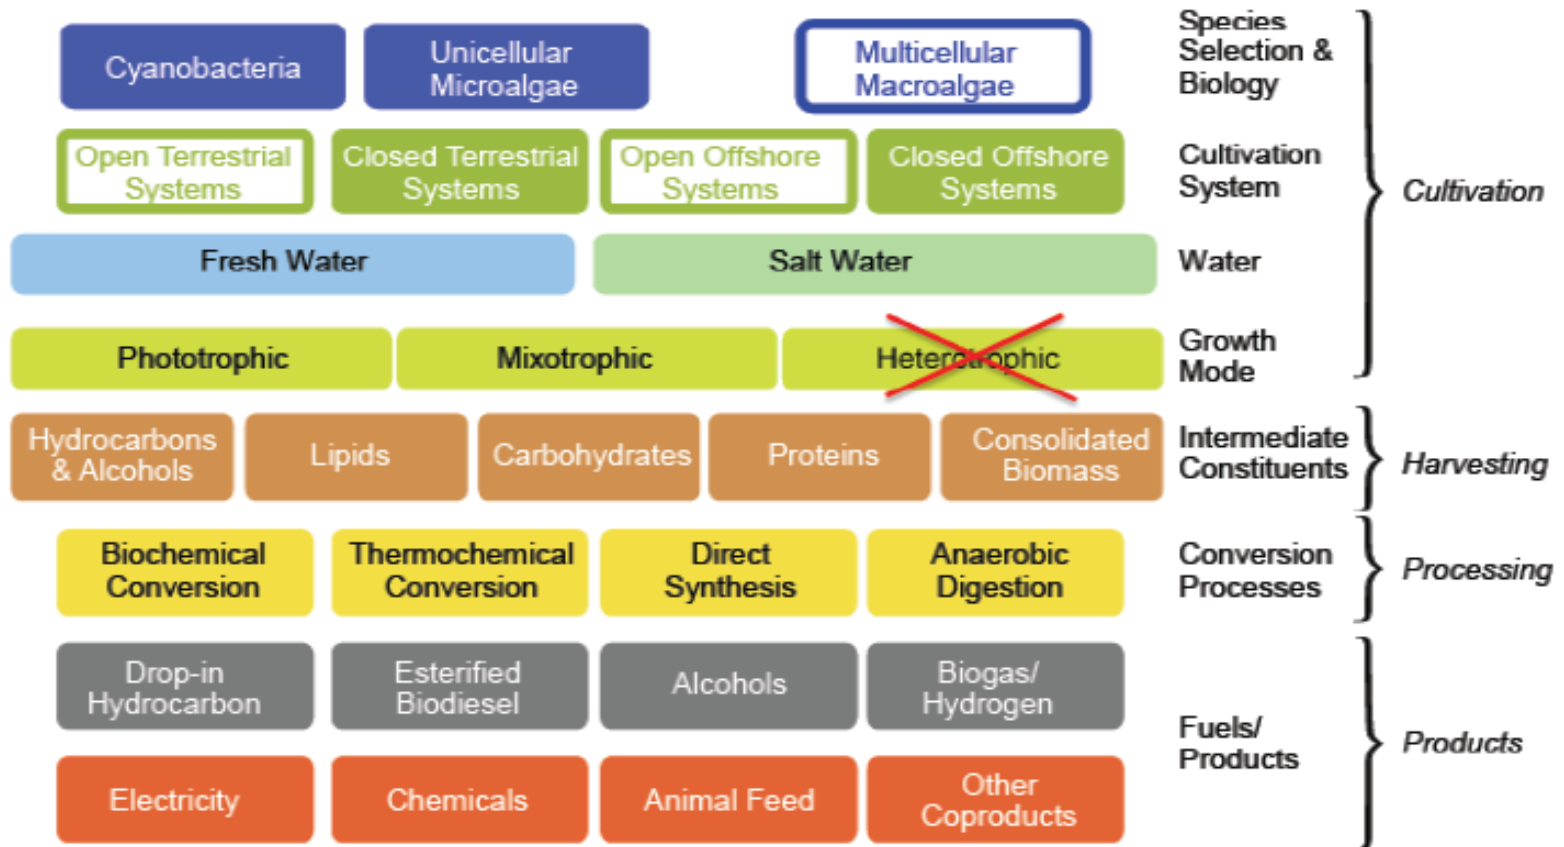 Cyanobacteria
Unicellular
Microalgae
Multicellular
Macroalgae
Species
Selection &
Biology
Open Terrestrial
Systems
Closed Terrestrial
Systems
Open Offshore
Systems
Closed Offshore
Systems
Cultivation
System
Cultivation
Fresh Water
Salt Water
Water
Phototrophic
Mixotrophic
Heterotrophic
Growth
Mode
Hydrocarbons
& Alcohols
Lipids
Carbohydrates
Proteins
Consolidated
Biomass
Intermediate
Constituents
Harvesting
Biochemical
Conversion
Thermochemical
Conversion
Direct
Synthesis
Anaerobic
Digestion
Conversion
Processes
Processing
Drop-in
Hydrocarbon
Esterified
Biodiesel
Alcohols
Biogas/
Hydrogen
Fuels/
Products
Products
Electricity
Chemicals
Animal Feed
Other
Coproducts